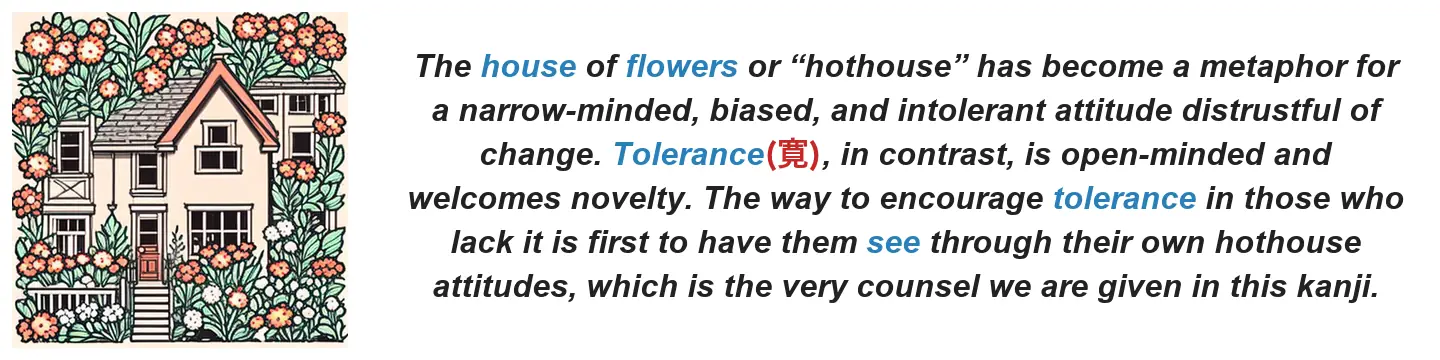 The house of flowers or “hothouse” has become a metaphor for
a narrow-minded, biased, and intolerant attitude distrustful of
change. Tolerance(寛), in contrast, is open-minded and
welcomes novelty. The way to encourage tolerance in those who
lack it is first to have them see through their own hothouse
attitudes, which is the very counsel we are given in this kanji.